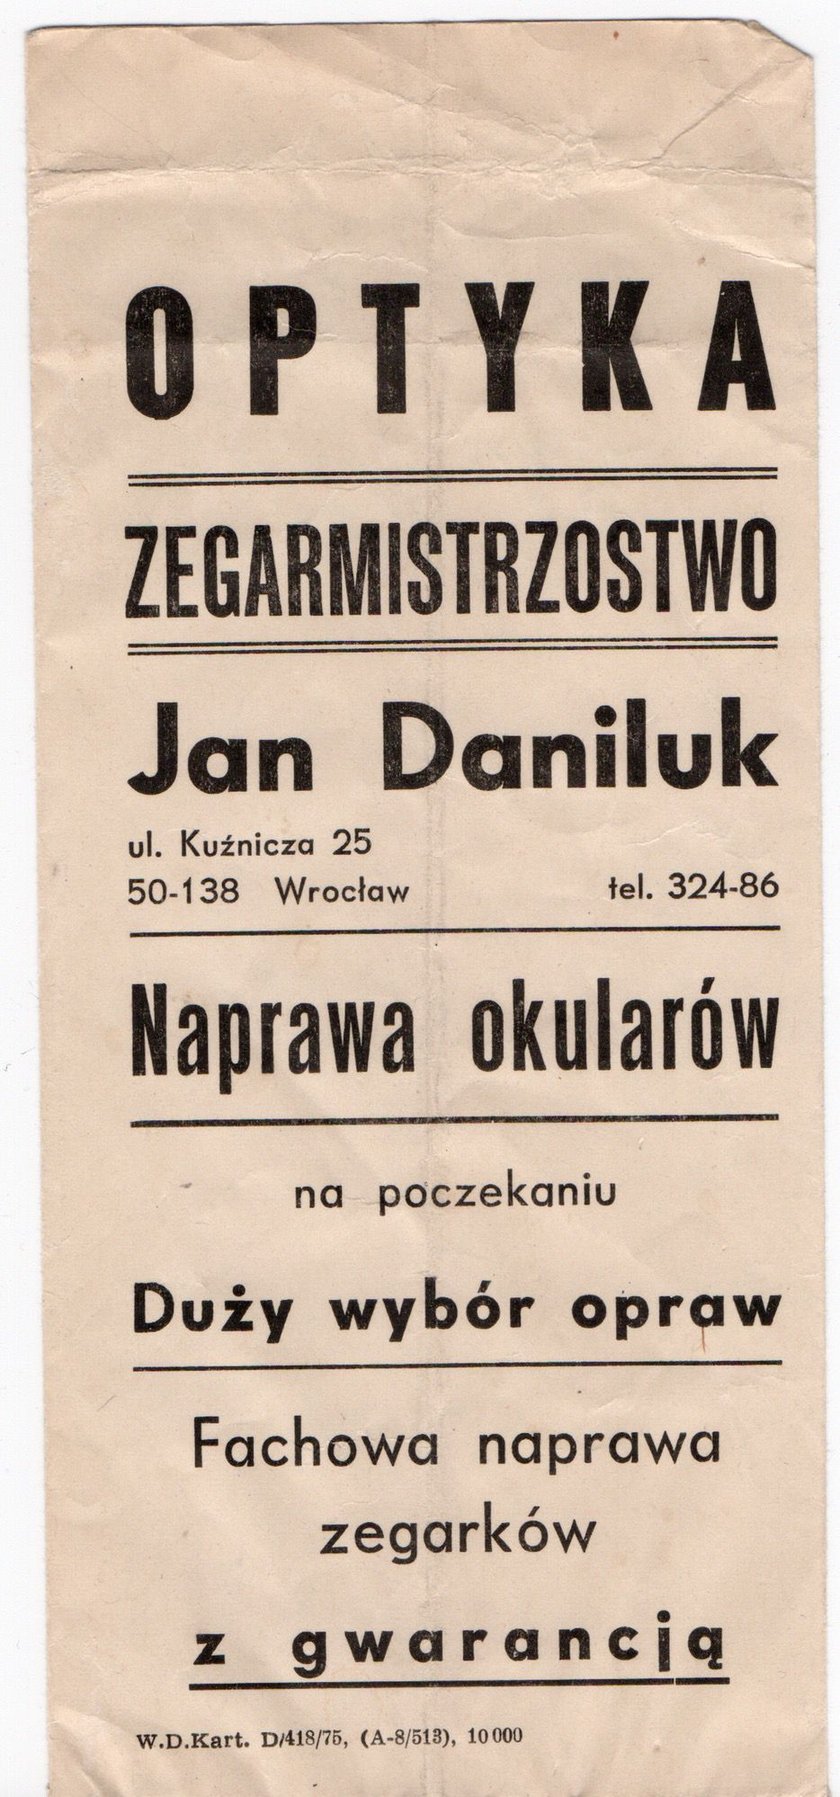 OPTYKA
ZEGARMISTRZOSTWO
Jan Daniluk
ul. Kuźnicza 25
50-138 Wrocław tel. 324-86
Naprawa okularów
na poczekaniu
Duży wybór opraw
Fachowa naprawa
zegarków
z gwarancją
W.D.Kart. D/418/75, (A-8/513), 10000